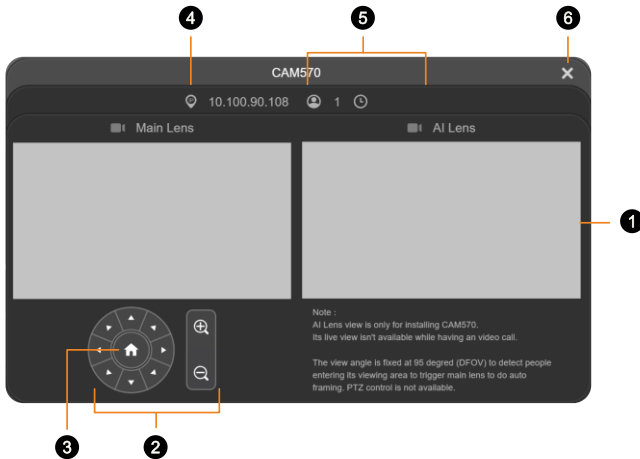 4
5
6
CAM570
10.100.90.108 1
Main Lens
AI Lens
1
Note :
AI Lens view is only for installing CAM570.
Its live view isn't available while having an video call.
The view angle is fixed at 95 degred (DFOV) to detect people
entering its viewing area to trigger main lens to do auto
framing. PTZ control is not available.
3
2